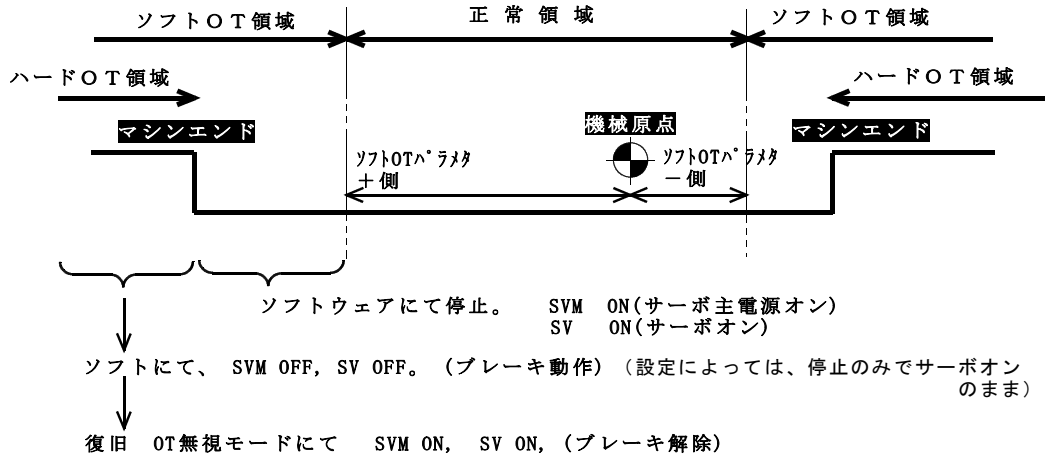 ソフトＯＴ領域
正 常 領 域
ソフトＯＴ領域
ハードＯＴ領域
ハードＯＴ領域
マシンエンド
機械原点
マシンエンド
ｿﾌﾄOTﾊﾟﾗﾒﾀ
＋側
ｿﾌﾄOTﾊﾟﾗﾒﾀ
－側
ソフトウェアにて停止。 SVM ON(サーボ主電源オン)
SV ON(サーボオン)
ソフトにて、 SVM OFF, SV OFF。 (ブレーキ動作) （設定によっては、停止のみでサーボオン
のまま）
復旧 OT無視モードにて SVM ON, SV ON, (ブレーキ解除)